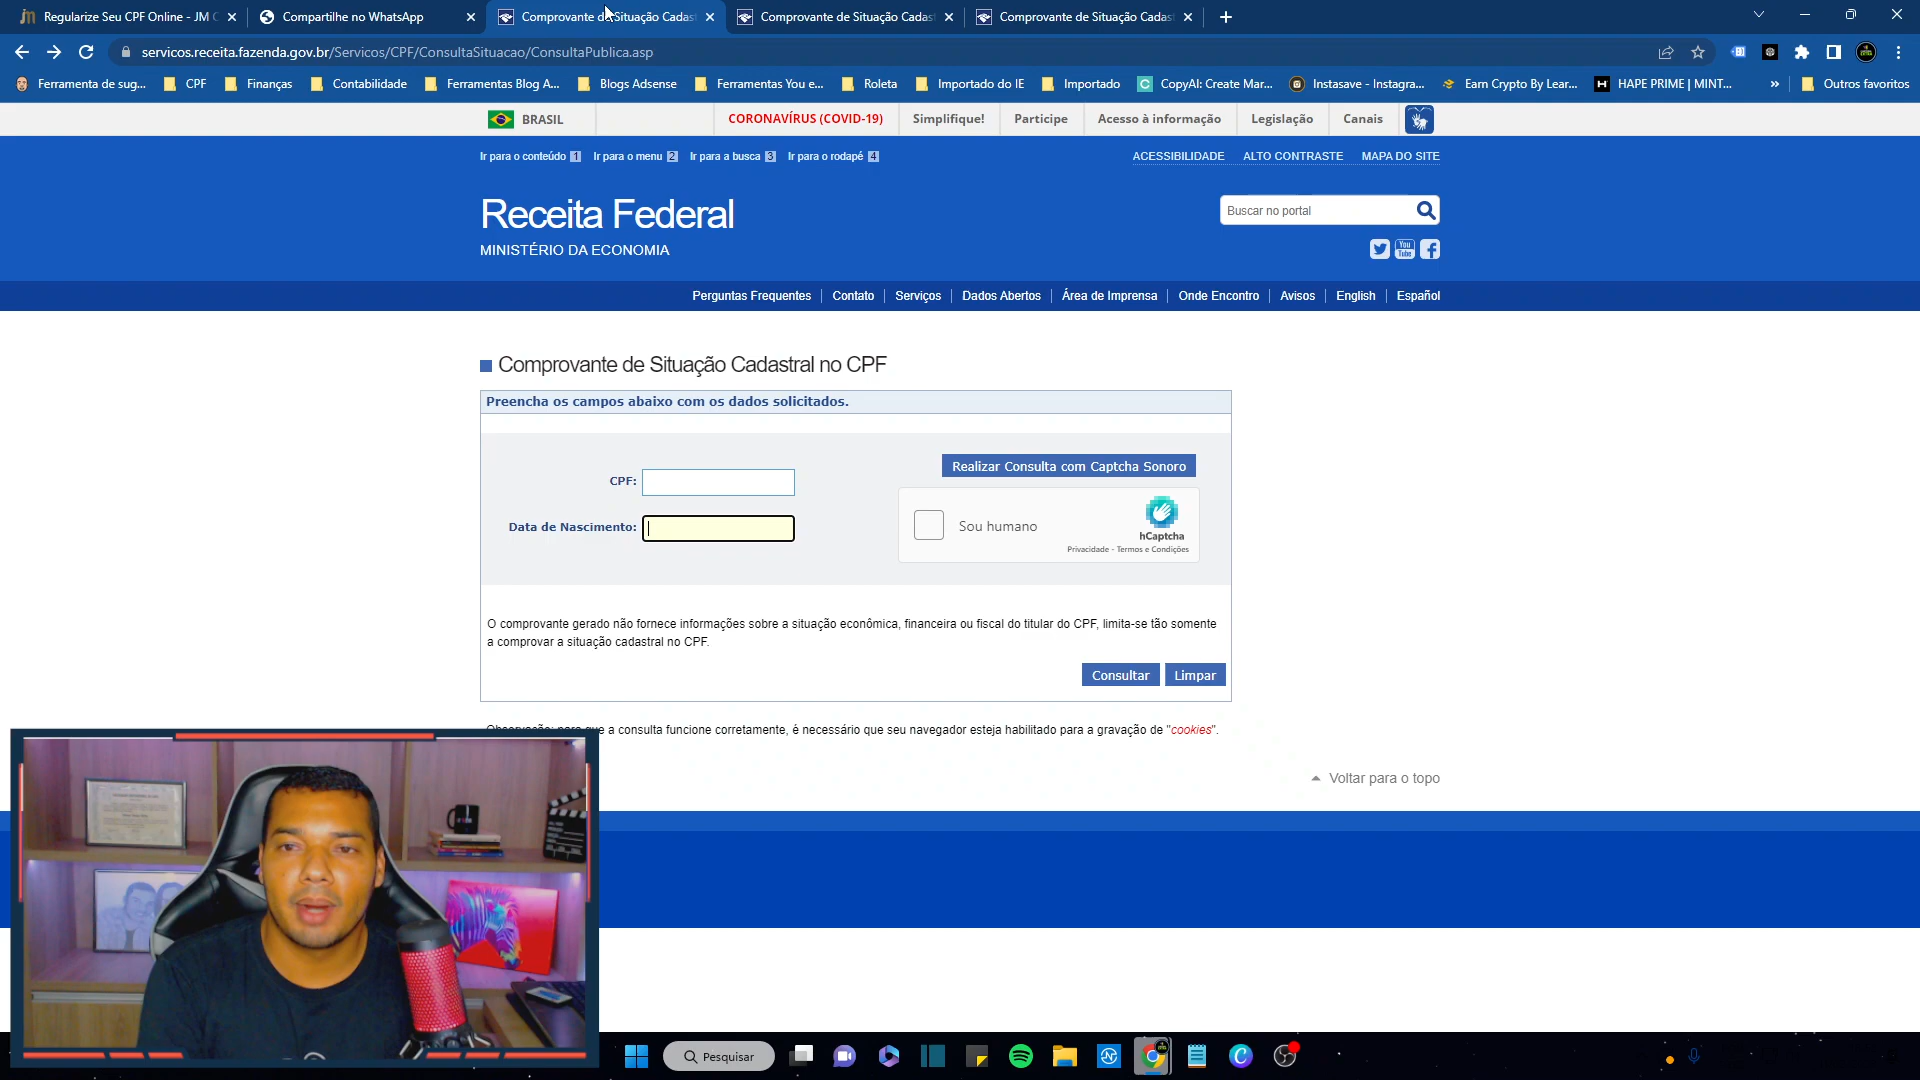 Regularize Seu CPF Online - JM C
Compartilhe no WhatsApp
Comprovante de Situação Cadas
Comprovante de Situação Cadast
Comprovante de Situação Cadast
servicos.receita.fazenda.gov.br/Servicos/CPF/ConsultaSituacao/ConsultaPublica.asp
Ferramenta de sug...
CPF
Finanças
Contabilidade
Ferramentas Blog A...
Blogs Adsense
Ferramentas You e...
Roleta
Importado do IE
Importado
CopyAI: Create Mar...
Instasave - Instagra...
Earn Crypto By Lear...
HAPE PRIME | MINT...
»
Outros favoritos
BRASIL
CORONAVÍRUS (COVID-19)
Simplifique!
Participe
Acesso à informação
Legislação
Canais
Ir para o conteúdo 1
Ir para o menu 2
Ir para a busca 3
Ir para o rodapé 4
ACESSIBILIDADE
ALTO CONTRASTE
MAPA DO SITE
Receita Federal
MINISTÉRIO DA ECONOMIA
Buscar no portal
You Tube
Perguntas Frequentes
Contato
Serviços
Dados Abertos
Área de Imprensa
Onde Encontro
Avisos
English
Español
Comprovante de Situação Cadastral no CPF
Preencha os campos abaixo com os dados solicitados.
CPF:
Data de Nascimento:
Realizar Consulta com Captcha Sonoro
Sou humano
hCaptcha
Privacidade - Termos e Condições
O comprovante gerado não fornece informações sobre a situação econômica, financeira ou fiscal do titular do CPF, limita-se tão somente
a comprovar a situação cadastral no CPF.
Consultar
Limpar
Observação: para que a consulta funcione corretamente, é necessário que seu navegador esteja habilitado para a gravação de "cookies".
Voltar para o topo
Pesquisar